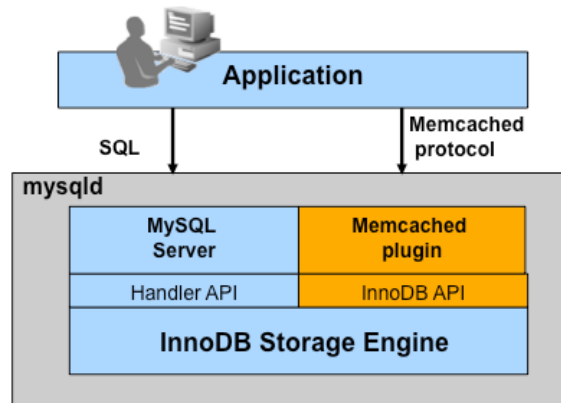 Application
SQL
Memcached
protocol
mysqld
MySQL
Server
Memcached
plugin
Handler API
InnoDB API
InnoDB Storage Engine